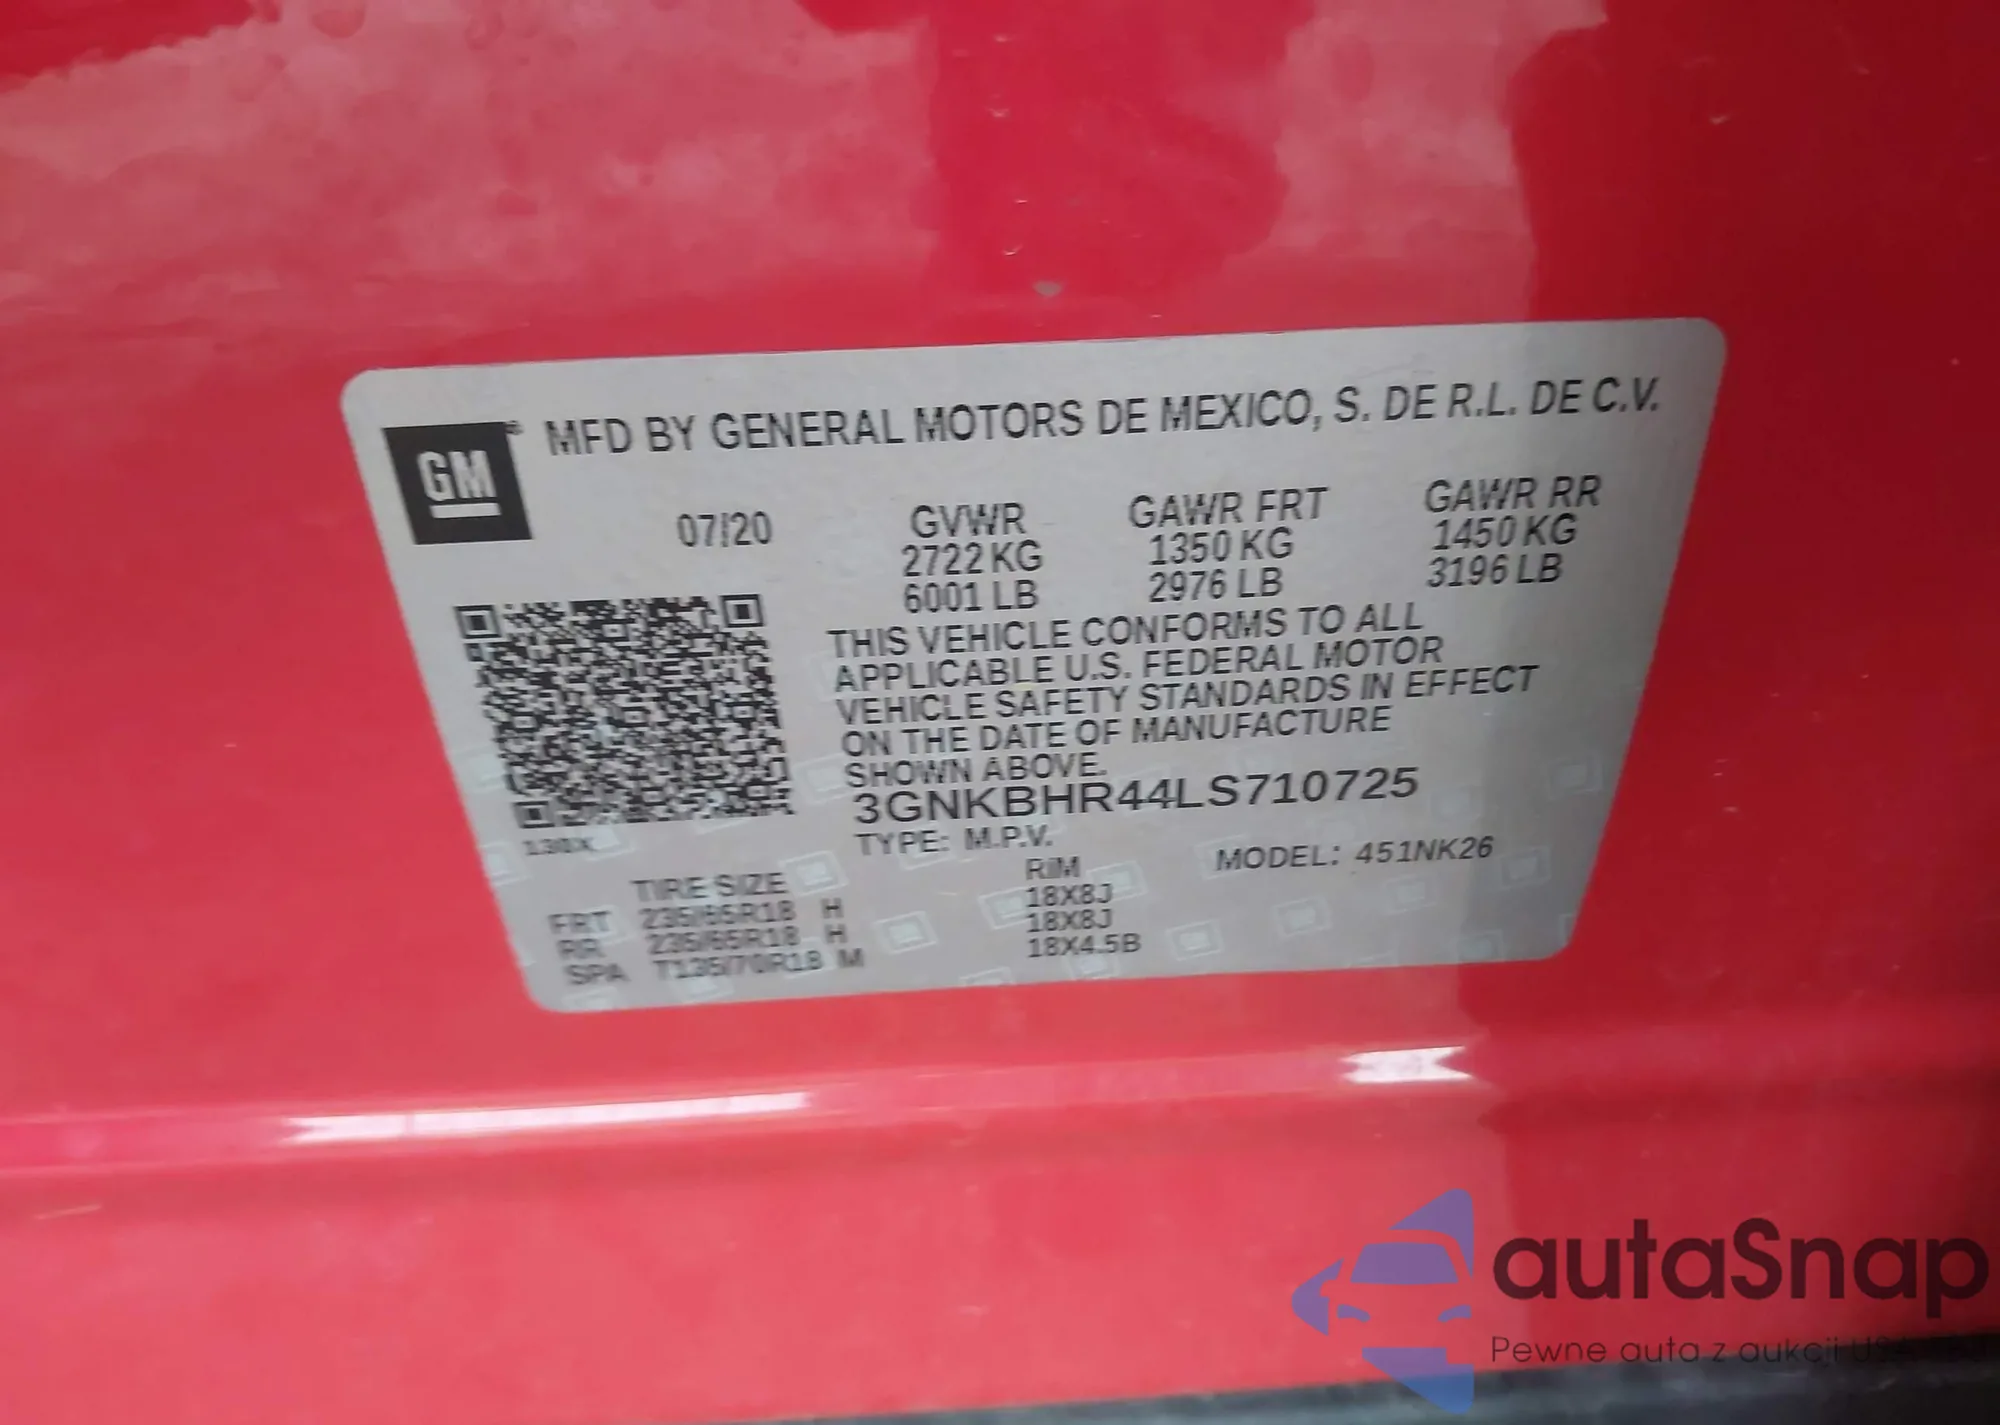 GM
MFD BY GENERAL MOTORS DE MEXICO, S. DE R.L. DE C.V.
07/20 GVWR GAWR FRT GAWR RR
2722 KG 1350 KG 1450 KG
6001 LB 2976 LB 3196 LB
THIS VEHICLE CONFORMS TO ALL
APPLICABLE U.S. FEDERAL MOTOR
VEHICLE SAFETY STANDARDS IN EFFECT
ON THE DATE OF MANUFACTURE
SHOWN ABOVE.
3GNKBHR44LS710725
TYPE: M.P.V. MODEL: 451NK26
TIRE SIZE RIM
FRT 235/65R18 H 18X8J
RR 235/65R18 H 18X8J
SPA T135/70R18 M 18X4.5B
autaSnap
Pewne auta z aukcji